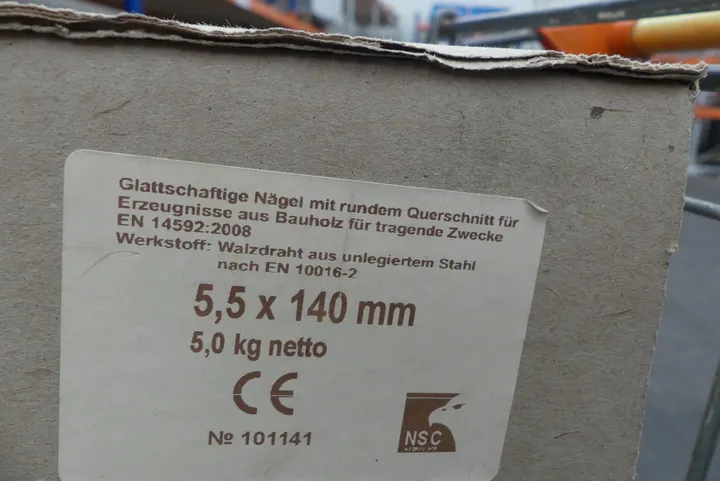 Glattschaftige Nägel mit rundem Querschnitt für
Erzeugnisse aus Bauholz für tragende Zwecke
EN 14592:2008
Werkstoff: Walzdraht aus unlegiertem Stahl
nach EN 10016-2
5,5 x 140 mm
5,0 kg netto
CE
№ 101141
NSC